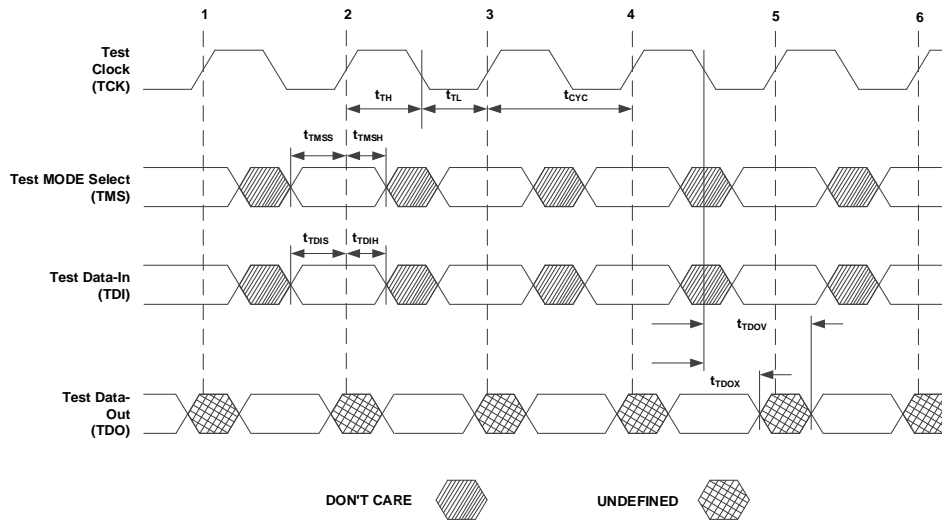 1 2 3 4 5 6
Test
Clock
(TCK)
tTH tTL tCYC
tTMSS tTMSH
Test MODE Select
(TMS)
tTDIS tTDIH
Test Data-In
(TDI)
tTDOV
tTDOX
Test Data-
Out
(TDO)
DON'T CARE UNDEFINED